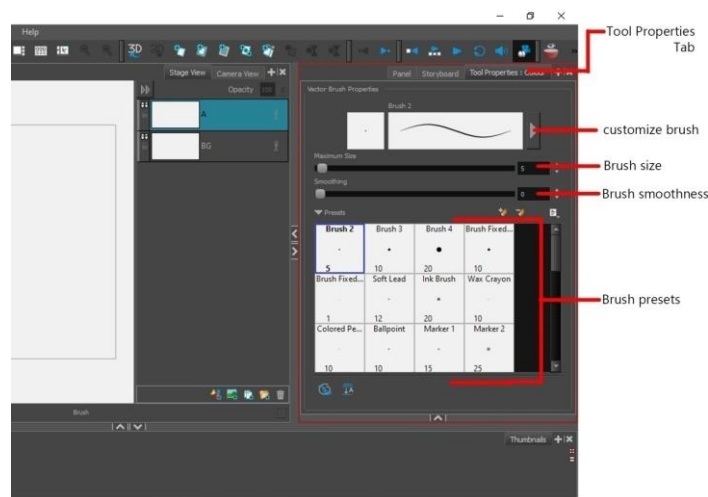 Help
3D
Tool Properties
Tab
Stage View
Camera View
Panel
Storyboard
Tool Properties : Colour
Opacity
100
Vector Brush Properties
A
Brush 2
customize brush
BG
Maximum Size
5
Brush size
Smoothing
0
Brush smoothness
Presets
Brush 2
Brush 3
Brush 4
Brush Fixed...
5
10
20
10
Brush Fixed...
Soft Lead
Ink Brush
Wax Crayon
1
12
20
10
Brush presets
Colored Pe...
Ballpoint
Marker 1
Marker 2
10
10
15
25
Brush
Thumbnails